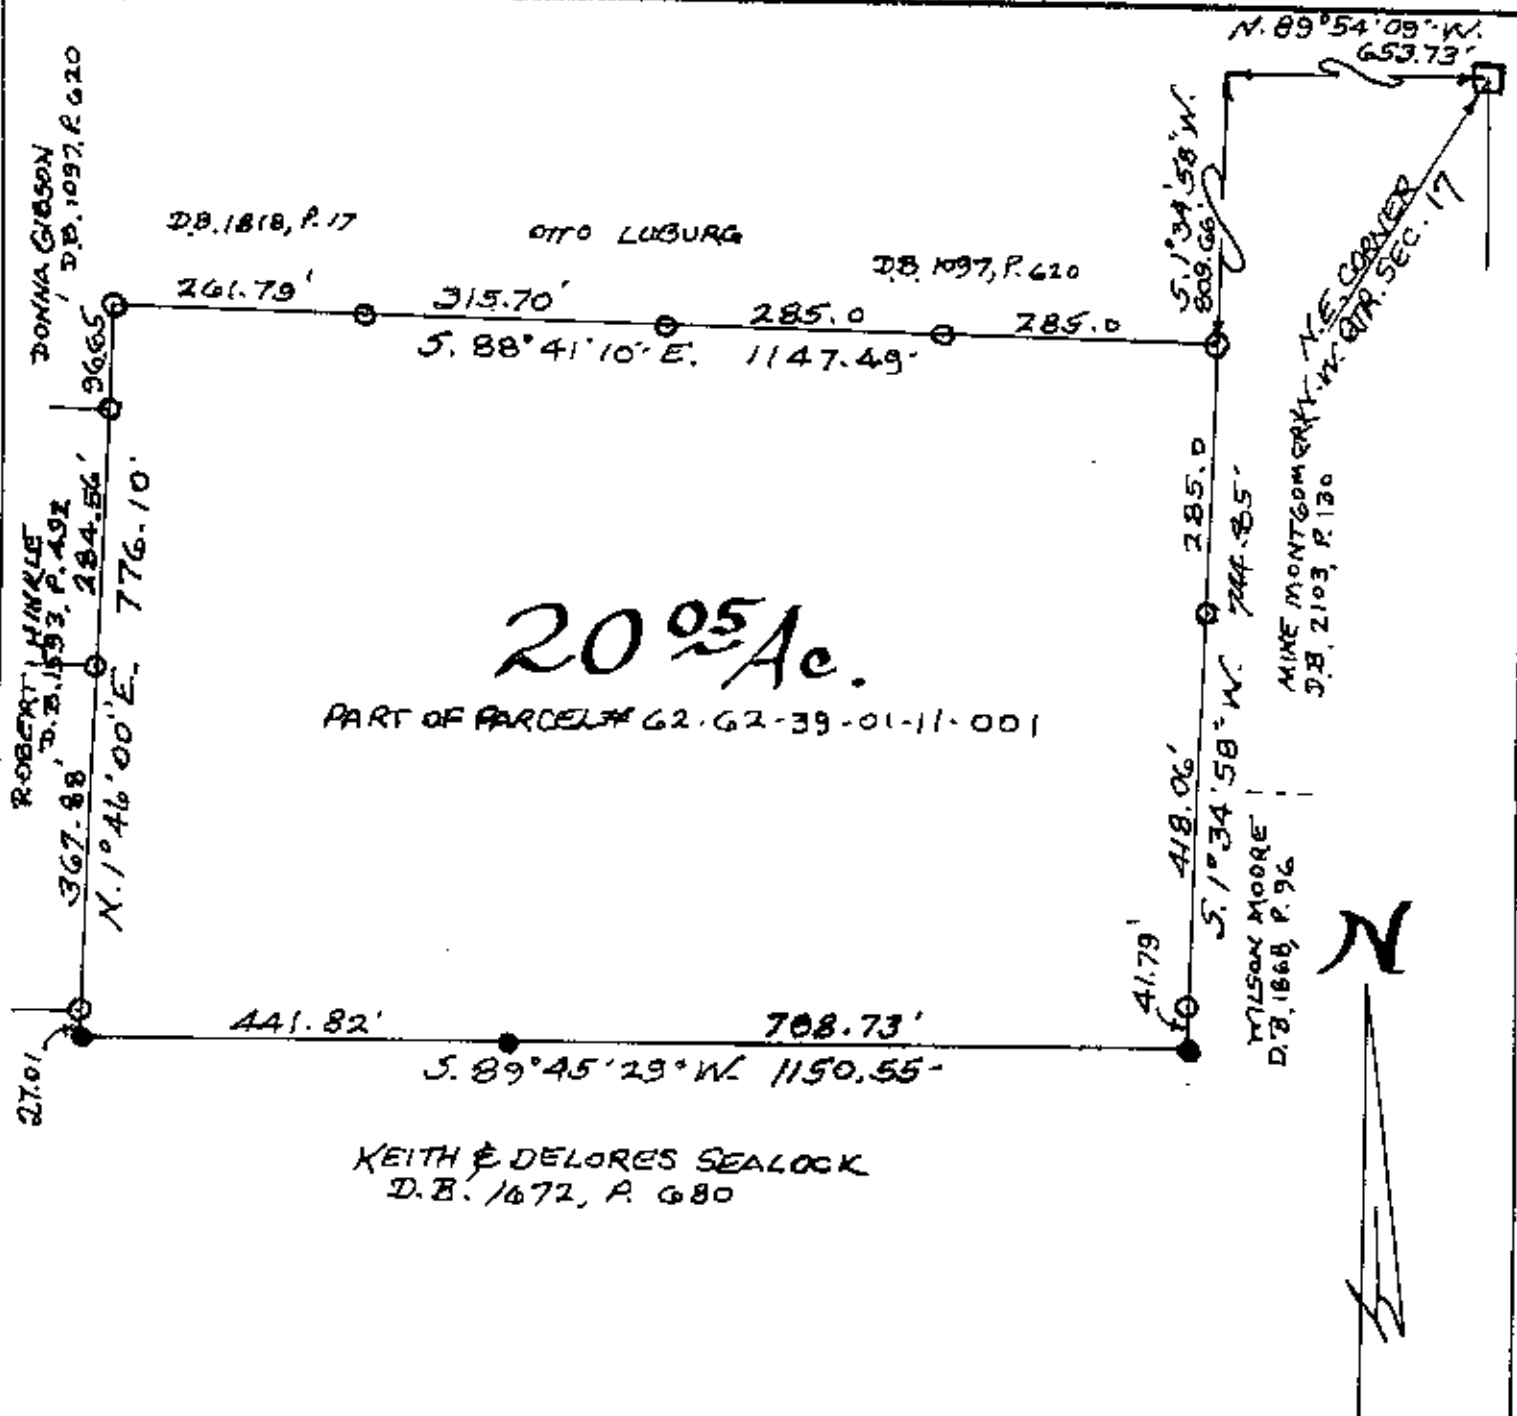 N. 89°54'09" W.
653.73'
S. 1°34'58" W.
809.66'
N.E. CORNER
N.W. QTR. SEC. 17
DONNA GIBSON
D.B. 1097, P. 620
D.B. 1818, P. 17
OTTO LUBURG
D.B. 1097, P. 620
261.79'
315.70'
285.0
285.0
S. 88°41'10" E. 1147.49'
96.65
284.56'
367.88'
27.01
N. 1°46'00" E. 776.10'
ROBERT HINKLE
D.B. 1593, P. 492
20 05 Ac.
PART OF PARCEL# 62-62-39-01-11-001
285.0
418.06'
41.79'
S. 1°34'58" W. 744.85'
MIKE MONTGOMERY
D.B. 2103, P. 130
WILSON MOORE
D.B. 1868, P. 96
N
441.82'
708.73'
S. 89°45'29" W. 1150.55'
KEITH & DELORES SEALOCK
D.B. 1672, P. 680